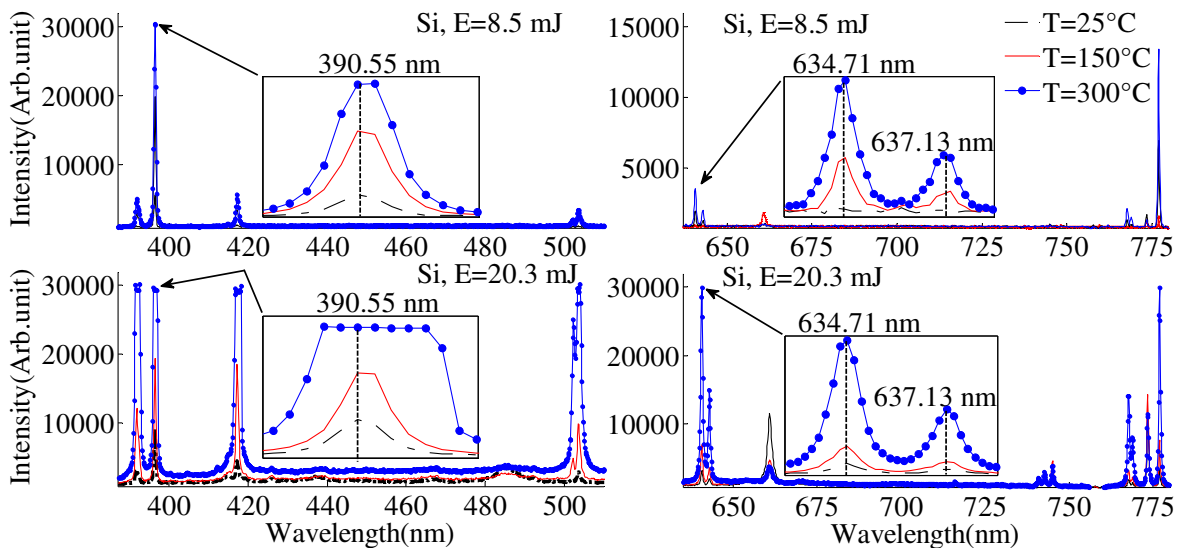 Si, E=8.5 mJ
390.55 nm
30000
20000
10000
400 420 440 460 480 500
Intensity(Arb.unit)
Si, E=8.5 mJ
634.71 nm
637.13 nm
15000
10000
5000
650 675 700 725 750 775
T=25°C
T=150°C
T=300°C
780
Si, E=20.3 mJ
390.55 nm
30000
20000
10000
400 420 440 460 480 500
Intensity(Arb.unit)
Wavelength(nm)
Si, E=20.3 mJ
634.71 nm
637.13 nm
30000
20000
10000
650 675 700 725 750 775
780
Wavelength(nm)